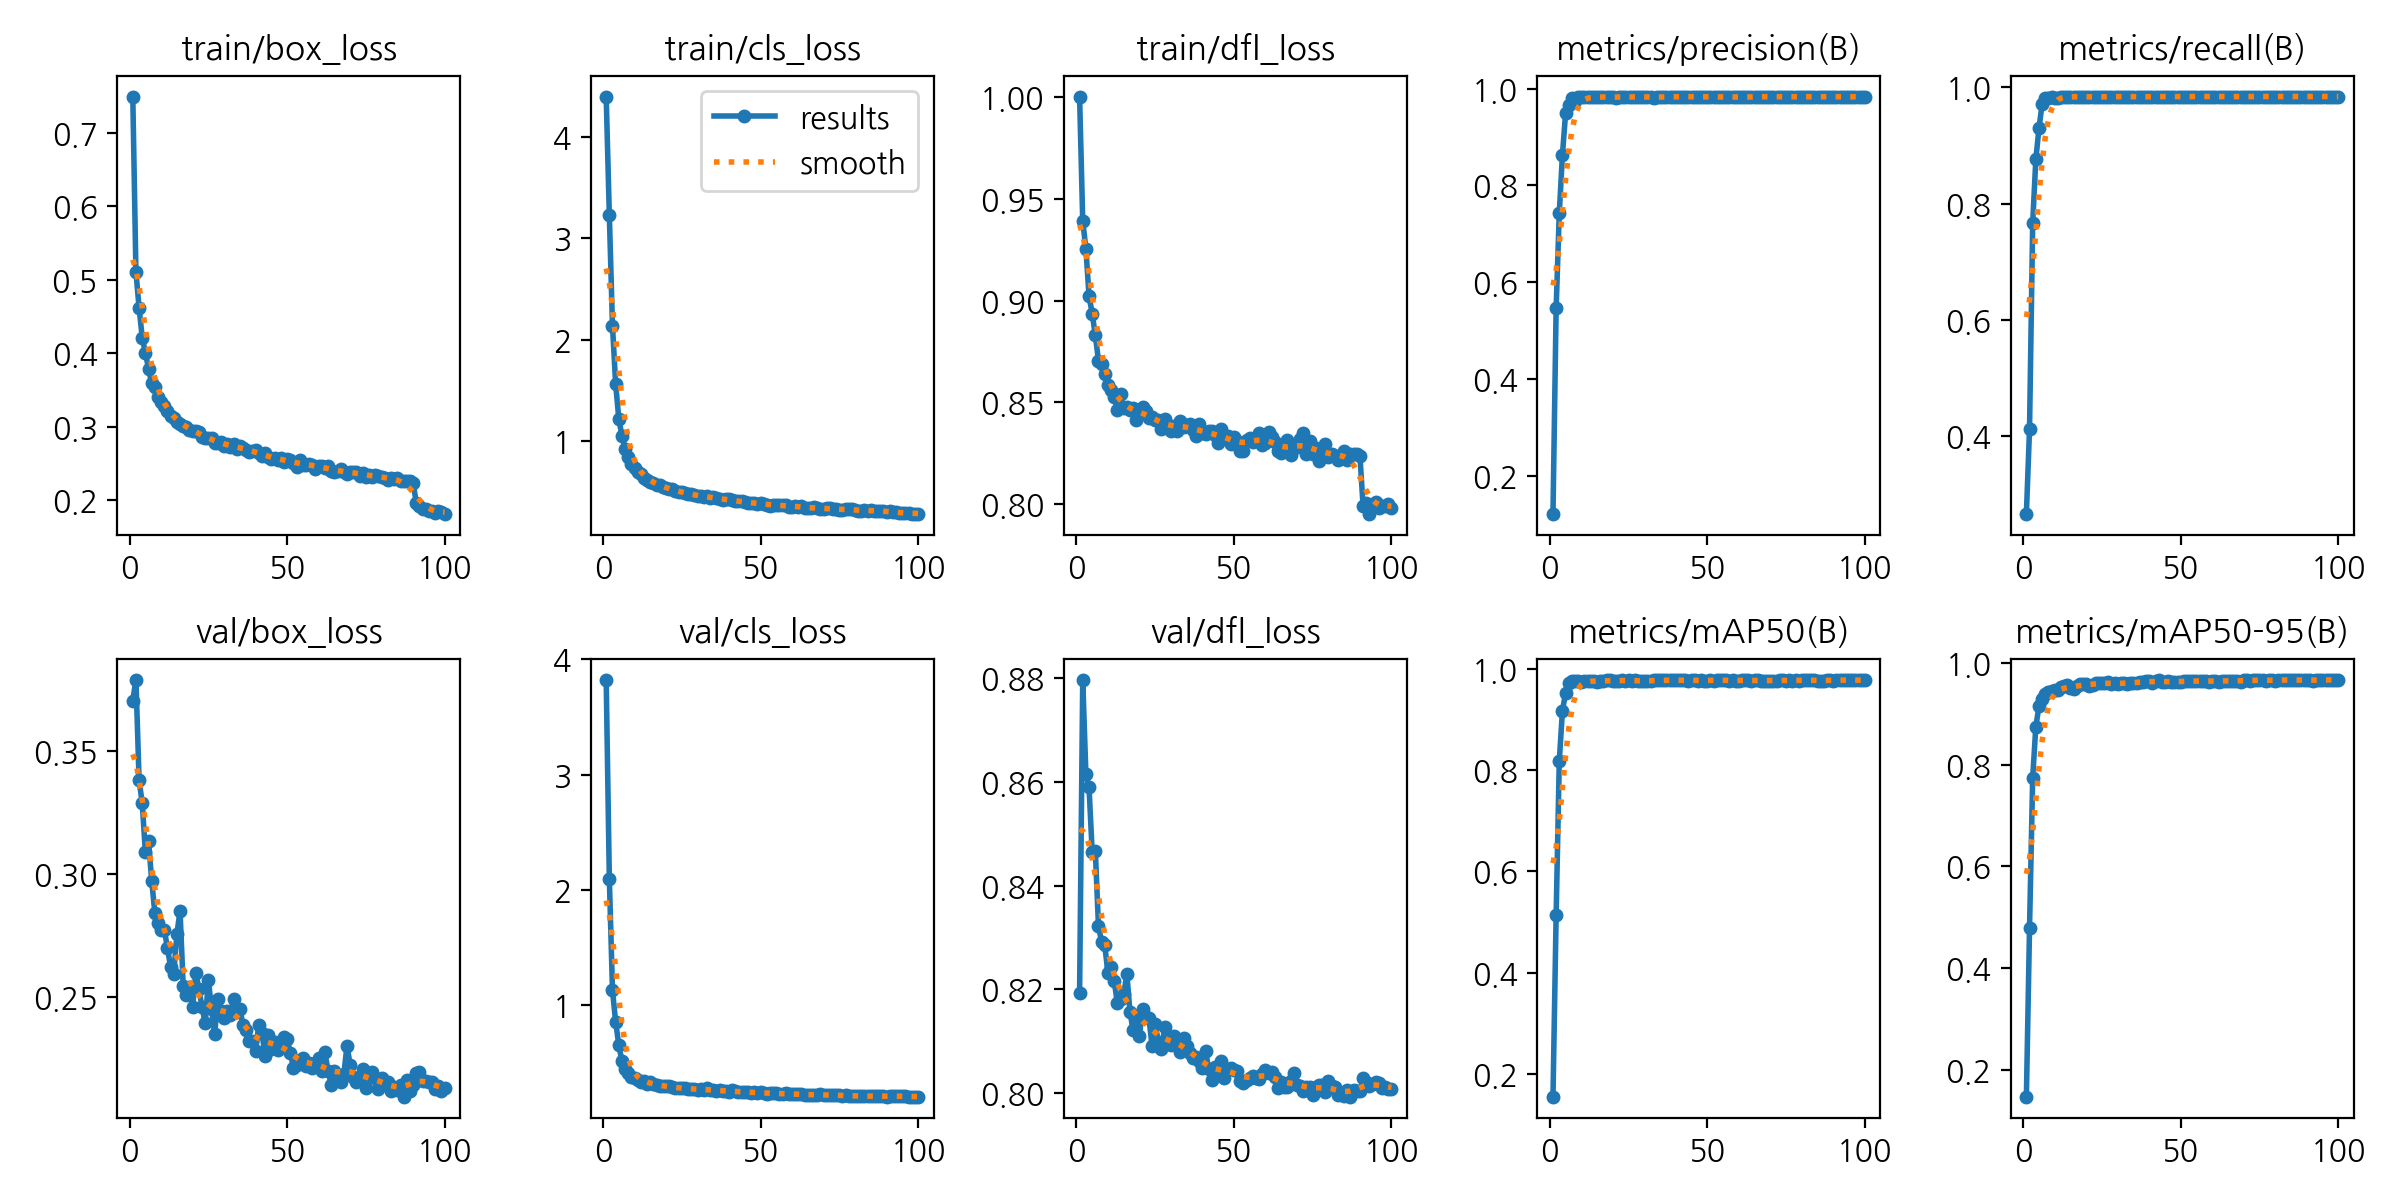 train/box_loss
0.7
0.6
0.5
0.4
0.3
0.2
0 50 100
train/cls_loss
results
smooth
4
3
2
1
0 50 100
train/dfl_loss
1.00
0.95
0.90
0.85
0.80
0 50 100
metrics/precision(B)
1.0
0.8
0.6
0.4
0.2
0 50 100
metrics/recall(B)
1.0
0.8
0.6
0.4
0 50 100
val/box_loss
0.35
0.30
0.25
0 50 100
val/cls_loss
4
3
2
1
0 50 100
val/dfl_loss
0.88
0.86
0.84
0.82
0.80
0 50 100
metrics/mAP50(B)
1.0
0.8
0.6
0.4
0.2
0 50 100
metrics/mAP50-95(B)
1.0
0.8
0.6
0.4
0.2
0 50 100